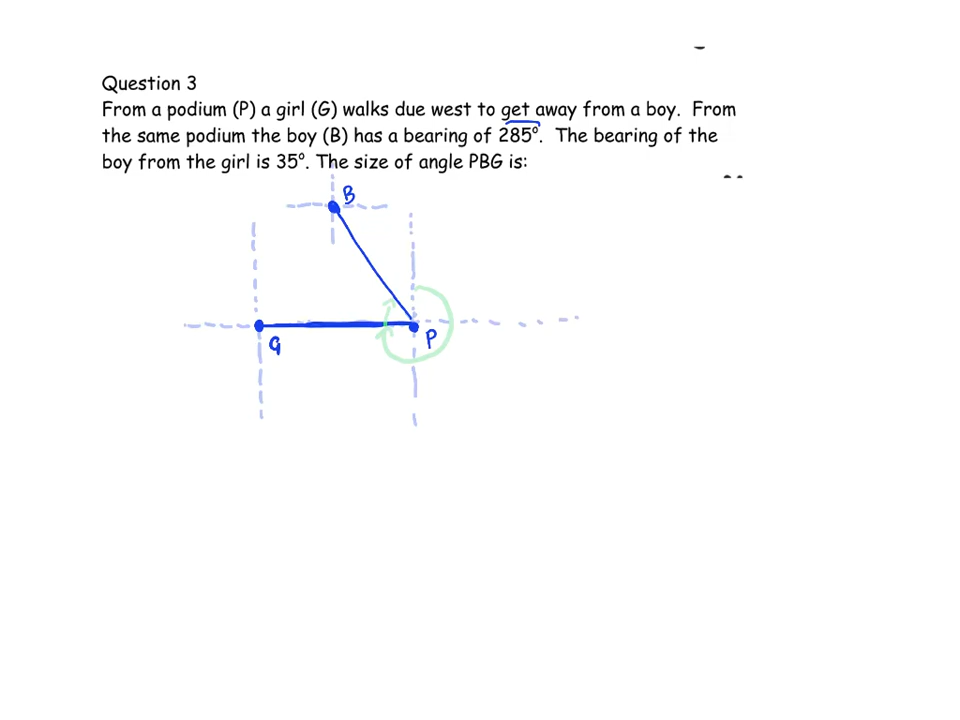 Question 3
From a podium (P) a girl (G) walks due west to get away from a boy. From
the same podium the boy (B) has a bearing of 285°. The bearing of the
boy from the girl is 35°. The size of angle PBG is:
B
G
P